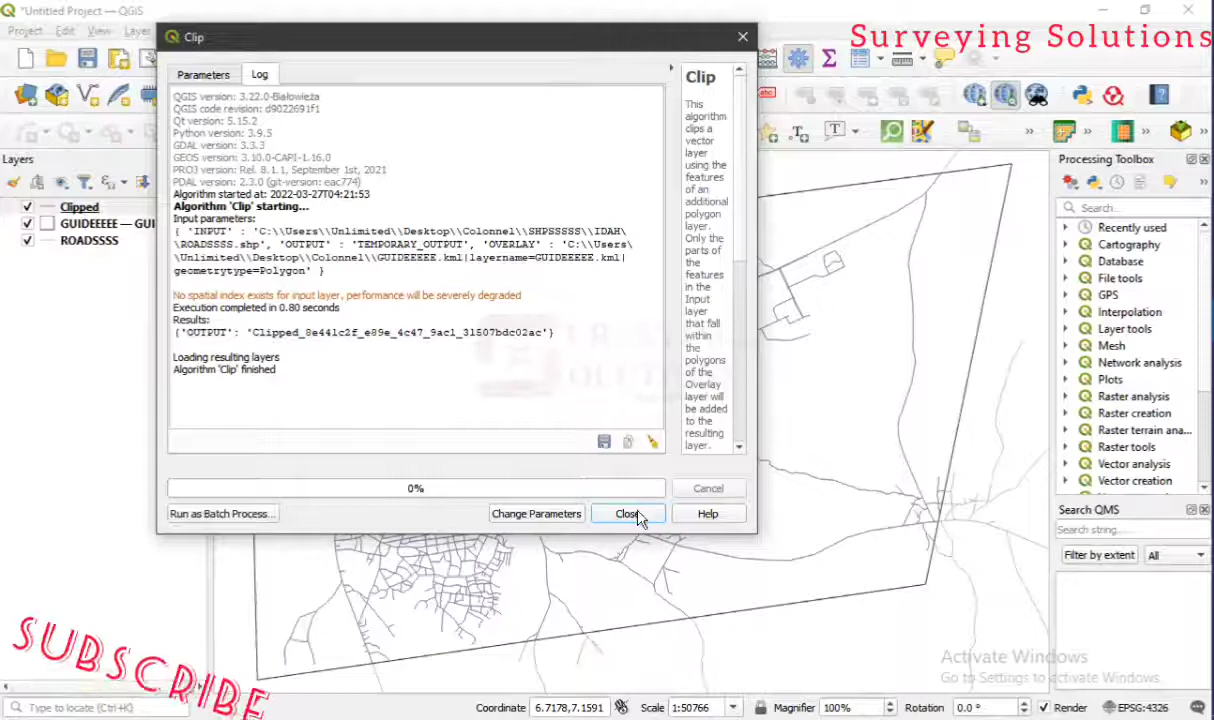 *Untitled Project — QGIS
Project Edit View Layer
Surveying Solutions
Clip
Parameters Log
QGIS version: 3.22.0-Białowieża
QGIS code revision: d9022691f1
Qt version: 5.15.2
Python version: 3.9.5
GDAL version: 3.3.3
GEOS version: 3.10.0-CAPI-1.16.0
PROJ version: Rel. 8.1.1, September 1st, 2021
PDAL version: 2.3.0 (git-version: eac774)
Algorithm started at: 2022-03-27T04:21:53
Algorithm 'Clip' starting…
Input parameters:
{ 'INPUT' : 'C:\\Users\\Unlimited\\Desktop\\Colonnel\\SHPSSSSS\\IDAH\
\ROADSSSS.shp', 'OUTPUT' : 'TEMPORARY_OUTPUT', 'OVERLAY' : 'C:\\Users\
\Unlimited\\Desktop\\Colonnel\\GUIDEEEEE.kml|layername=GUIDEEEEE.kml|
geometrytype=Polygon' }
No spatial index exists for input layer, performance will be severely degraded
Execution completed in 0.80 seconds
Results:
{'OUTPUT': 'Clipped_8e441c2f_e89e_4c47_9ac1_31507bdc02ac'}
Loading resulting layers
Algorithm 'Clip' finished
0%
Cancel
Run as Batch Process…
Change Parameters
Close
Help
Clip
This
algorithm
clips a
vector
layer
using the
features
of an
additional
polygon
layer.
Only the
parts of
the
features
in the
Input
layer
that fall
within
the
polygons
of the
Overlay
layer will
be added
to the
resulting
layer.
Layers
Clipped
GUIDEEEEE — GUI
ROADSSSS
Processing Toolbox
Search…
Recently used
Cartography
Database
File tools
GPS
Interpolation
Layer tools
Mesh
Network analysis
Plots
Raster analysis
Raster creation
Raster terrain ana...
Raster tools
Vector analysis
Vector creation
Search QMS
Search string...
Filter by extent All
Activate Windows
Go to Settings to activate Windows.
SUBSCRIBE
Type to locate (Ctrl+K)
Coordinate 6.7178,7.1591
Scale 1:50766
Magnifier 100%
Rotation 0.0 °
Render
EPSG:4326